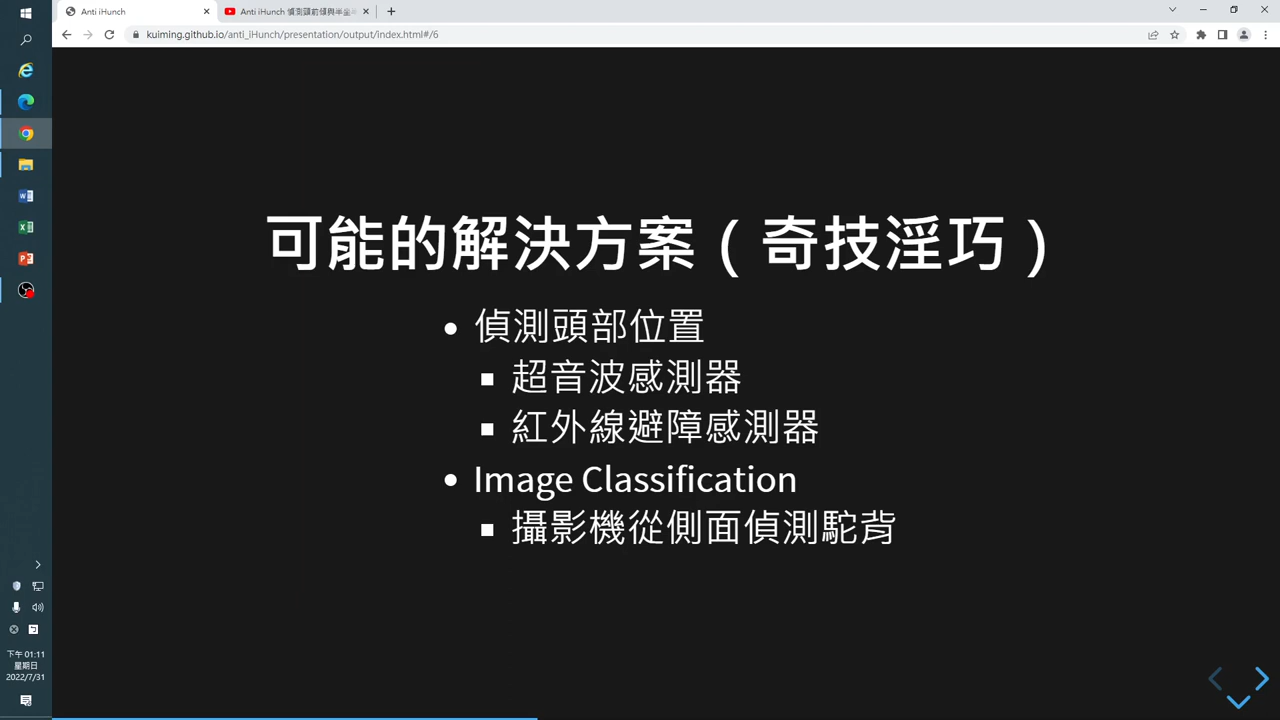 Anti iHunch
Anti iHunch 偵測頭前傾與半坐半
kuiming.github.io/anti_iHunch/presentation/output/index.html#/6
可能的解決方案（奇技淫巧）
偵測頭部位置
超音波感測器
紅外線避障感測器
Image Classification
攝影機從側面偵測駝背
下午 01:11
星期日
2022/7/31